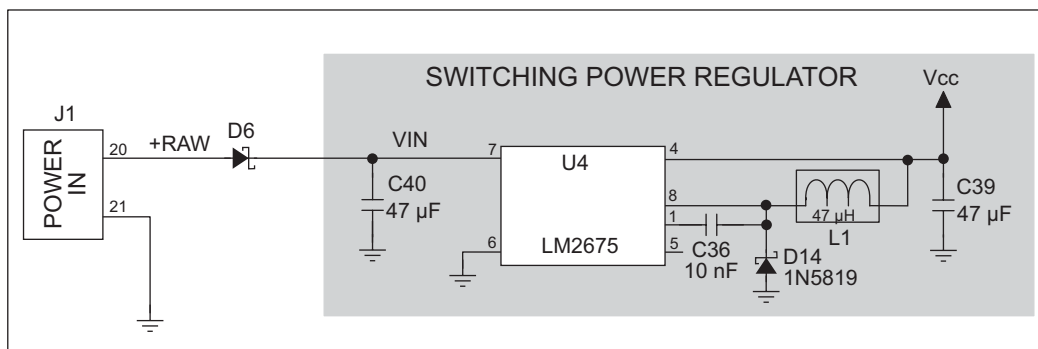 SWITCHING POWER REGULATOR
Vcc
J1
POWER
IN
20
21
+RAW
D6
VIN
C40
47 µF
7
6
U4
LM2675
4
8
1
5
C36
10 nF
47 µH
L1
D14
1N5819
C39
47 µF